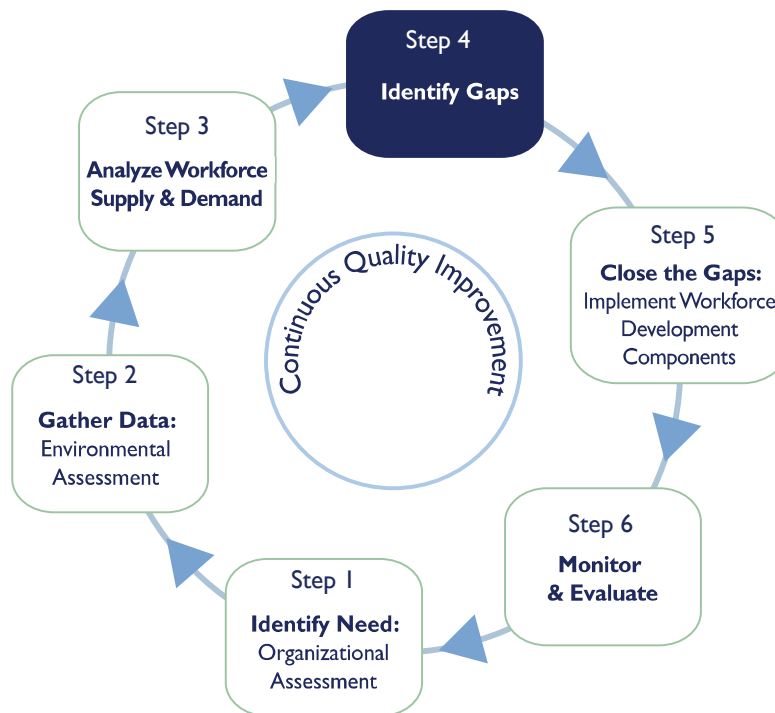 Step 4
Identify Gaps
Step 3
Analyze Workforce
Supply & Demand
Step 5
Close the Gaps:
Implement Workforce
Development
Components
Continuous Quality Improvement
Step 2
Gather Data:
Environmental
Assessment
Step 6
Monitor
& Evaluate
Step 1
Identify Need:
Organizational
Assessment